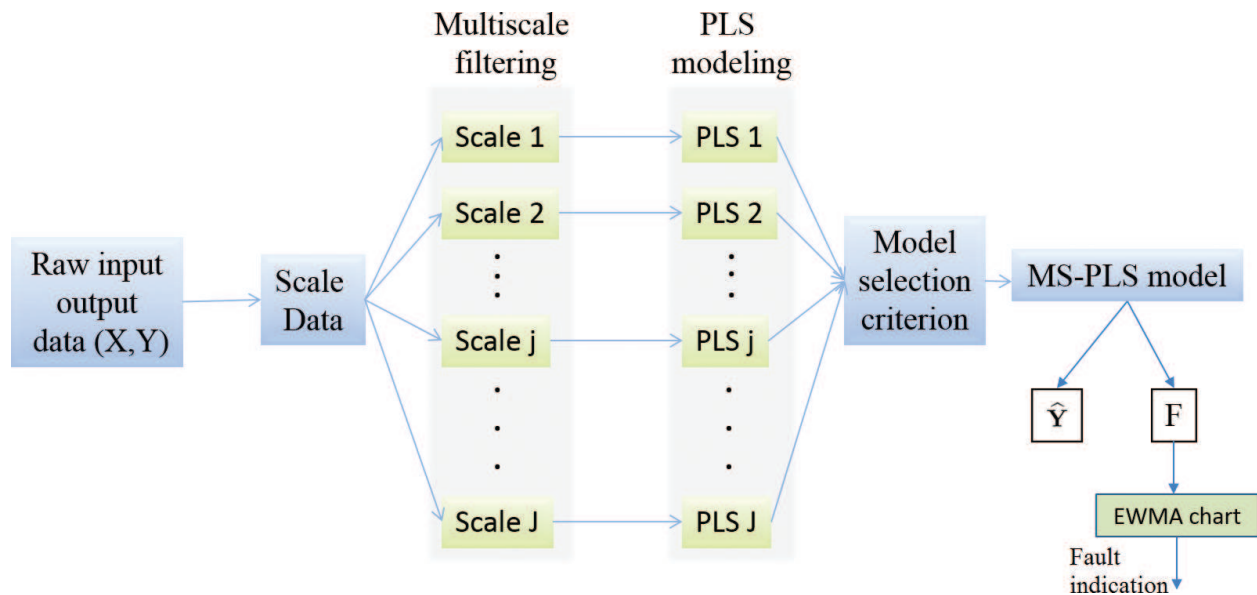 Multiscale
filtering
PLS
modeling
Scale 1
PLS 1
Scale 2
PLS 2
Raw input
output
data (X,Y)
Scale
Data
Model
selection
criterion
MS-PLS model
Scale j
PLS j
Ŷ
F
Scale J
PLS J
EWMA chart
Fault
indication